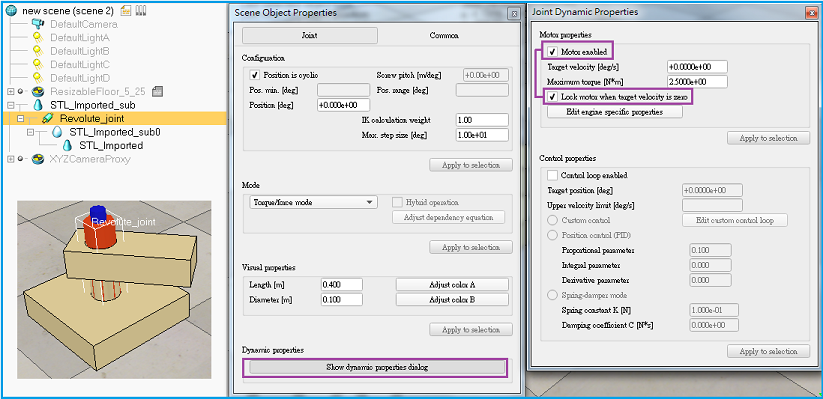 new scene (scene 2)
DefaultCamera
DefaultLightA
DefaultLightB
DefaultLightC
DefaultLightD
ResizableFloor_5_25
STL_Imported_sub
Revolute_joint
STL_Imported_sub0
STL_Imported
XYZCameraProxy
Revolute_joint
Scene Object Properties
Joint Common
Configuration
Position is cyclic Screw pitch [m/deg] +0.00e+00
Pos. min. [deg] Pos. range [deg]
Position [deg] +0.000e+00
IK calculation weight 1.00
Max. step size [deg] 1.00e+01
Apply to selection
Mode
Torque/force mode Hybrid operation
Adjust dependency equation
Apply to selection
Visual properties
Length [m] 0.400 Adjust color A
Diameter [m] 0.100 Adjust color B
Apply to selection
Dynamic properties
Show dynamic properties dialog
Joint Dynamic Properties
Motor properties
Motor enabled
Target velocity [deg/s] +0.0000e+00
Maximum torque [N*m] 2.5000e+00
Lock motor when target velocity is zero
Edit engine specific properties
Apply to selection
Control properties
Control loop enabled
Target position [deg] +0.0000e+00
Upper velocity limit [deg/s]
Custom control Edit custom control loop
Position control (PID)
Proportional parameter 0.100
Integral parameter 0.000
Derivative parameter 0.000
Spring-damper mode
Spring constant K [N] 1.000e-01
Damping coefficient C [N*s] 0.000e+00
Apply to selection